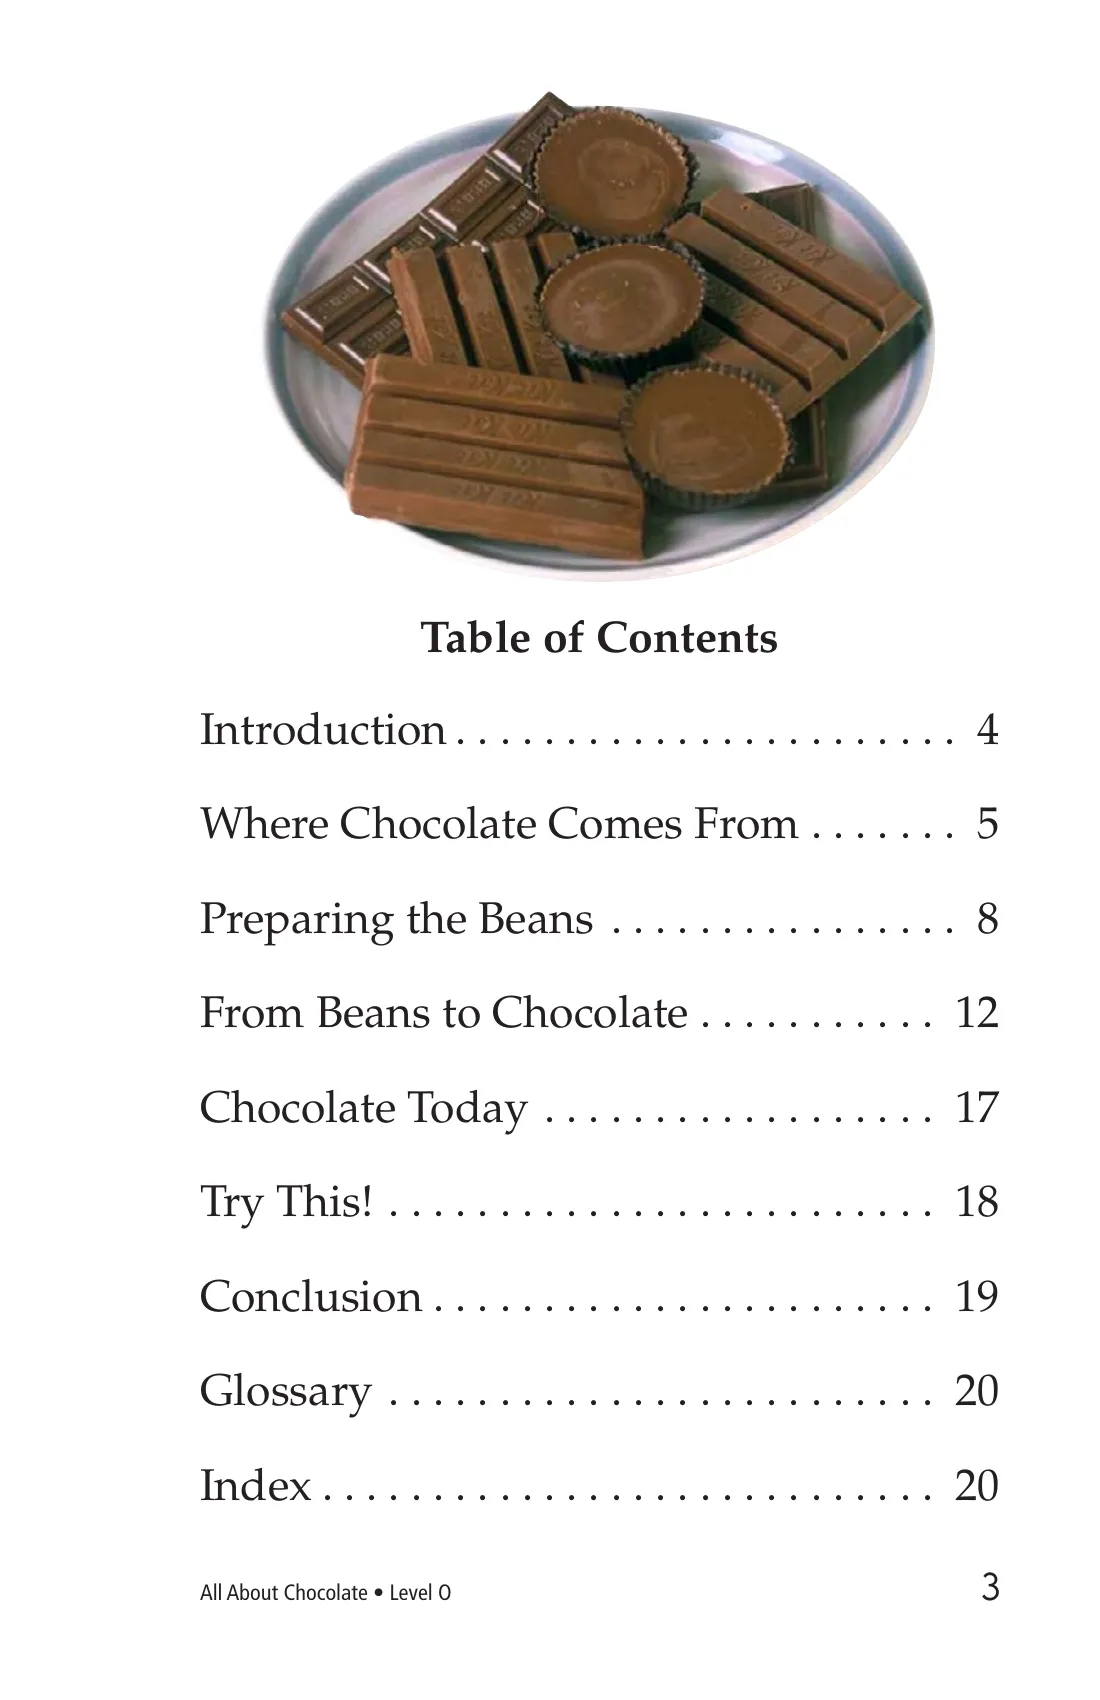 Table of Contents
Introduction . . . . . . . . . . . . . . . . . . . . . . . 4
Where Chocolate Comes From . . . . . . . 5
Preparing the Beans . . . . . . . . . . . . . . . . 8
From Beans to Chocolate . . . . . . . . . . . 12
Chocolate Today . . . . . . . . . . . . . . . . . . 17
Try This! . . . . . . . . . . . . . . . . . . . . . . . . . 18
Conclusion . . . . . . . . . . . . . . . . . . . . . . . 19
Glossary . . . . . . . . . . . . . . . . . . . . . . . . . 20
Index . . . . . . . . . . . . . . . . . . . . . . . . . . . . 20
All About Chocolate • Level O 3